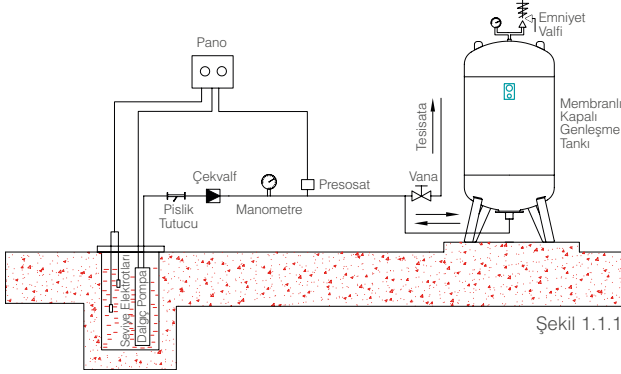 Emniyet
Valfi
Pano
Membranlı
Kapalı
Genleşme
Tankı
Tesisata
Çekvalf
Presosat
Vana
Pislik
Tutucu
Manometre
Seviye Elektrotları
Dalgıç Pompa
Şekil 1.1.1